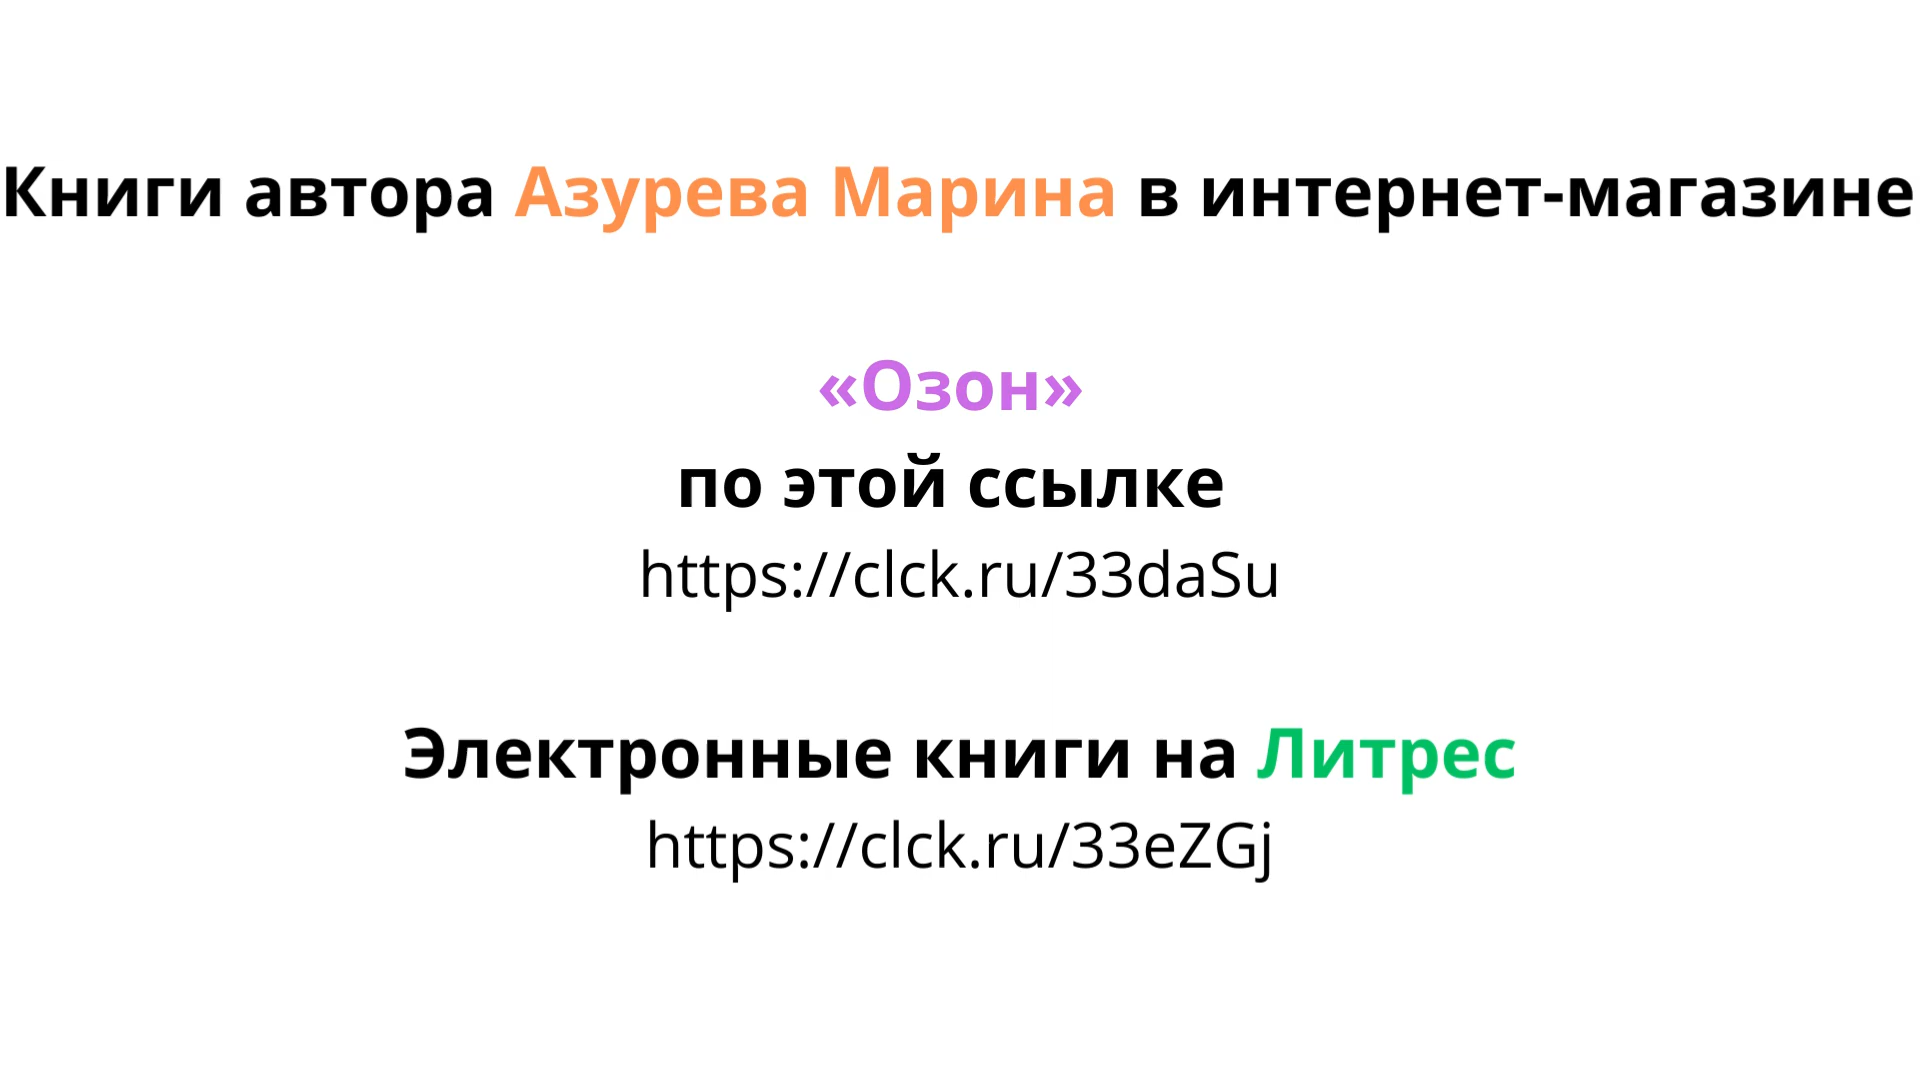 Книги автора Азурева Марина в интернет-магазине
«Озон»
по этой ссылке
https://clck.ru/33daSu
Электронные книги на Литрес
https://clck.ru/33eZGj